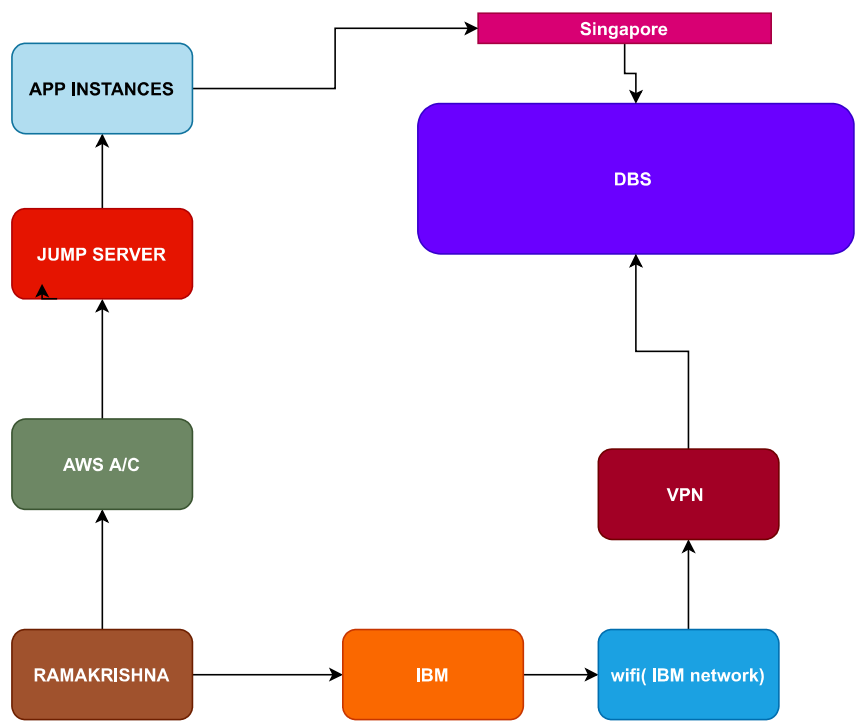 Singapore
APP INSTANCES
DBS
JUMP SERVER
AWS A/C
VPN
RAMAKRISHNA
IBM
wifi( IBM network)